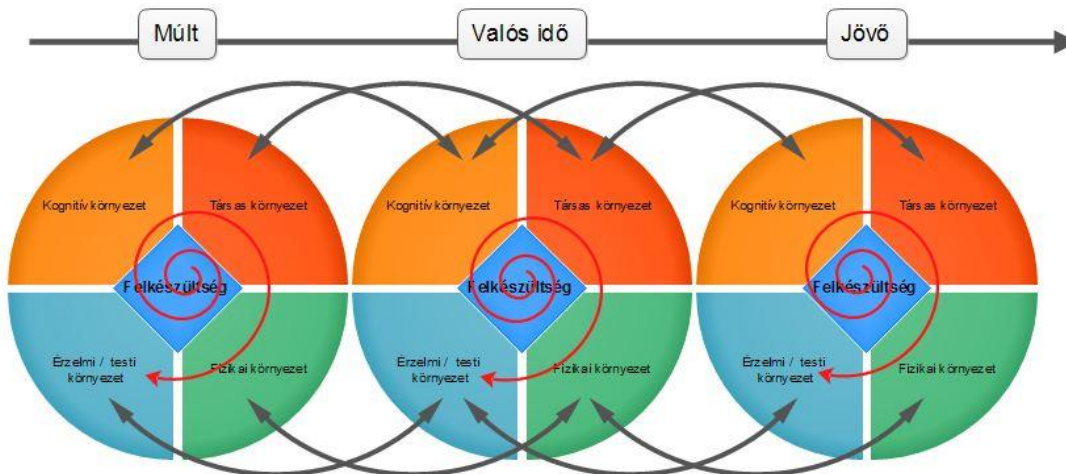 Múlt
Valós idő
Jövő
Kognitív környezet
Társas környezet
Felkészültség
Érzelmi / testi
környezet
Fizikai környezet
Kognitív környezet
Társas környezet
Felkészültség
Érzelmi / testi
környezet
Fizikai környezet
Kognitív környezet
Társas környezet
Felkészültség
Érzelmi / testi
környezet
Fizikai környezet